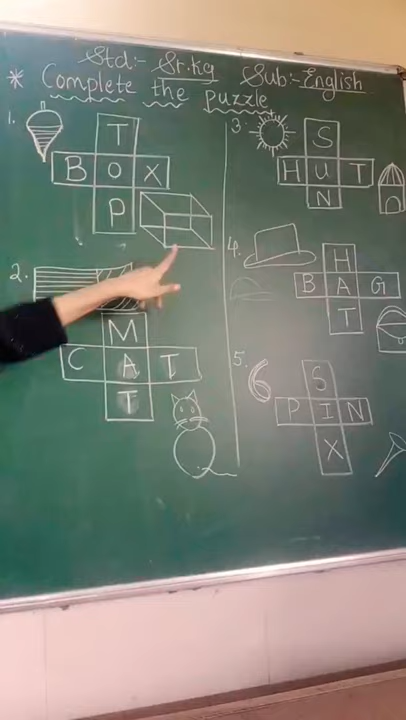 Std:- Sr.kg Sub:- English
* Complete the puzzle
1.
T
B O X
P
2.
M
C A T
T
3.
S
H U T
N
4.
H
B A G
T
5.
6
S
P I N
X